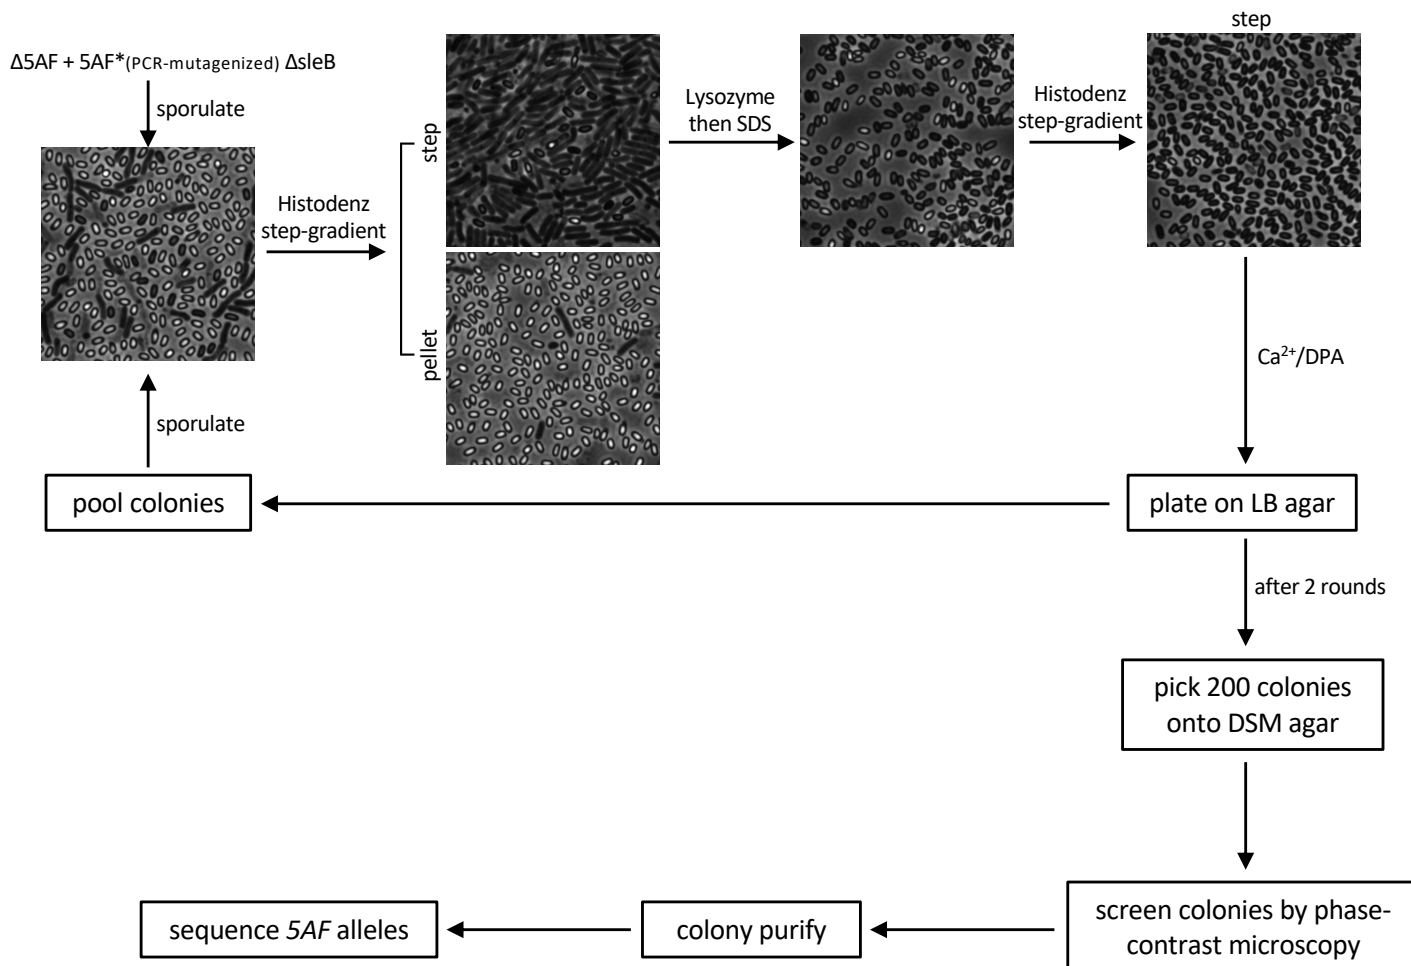 Δ5AF + 5AF*(PCR-mutagenized) ΔsleB
sporulate
Histodenz
step-gradient
step
pellet
Lysozyme
then SDS
Histodenz
step-gradient
step
Ca²⁺/DPA
plate on LB agar
pool colonies
sporulate
after 2 rounds
pick 200 colonies
onto DSM agar
screen colonies by phase-
contrast microscopy
colony purify
sequence 5AF alleles